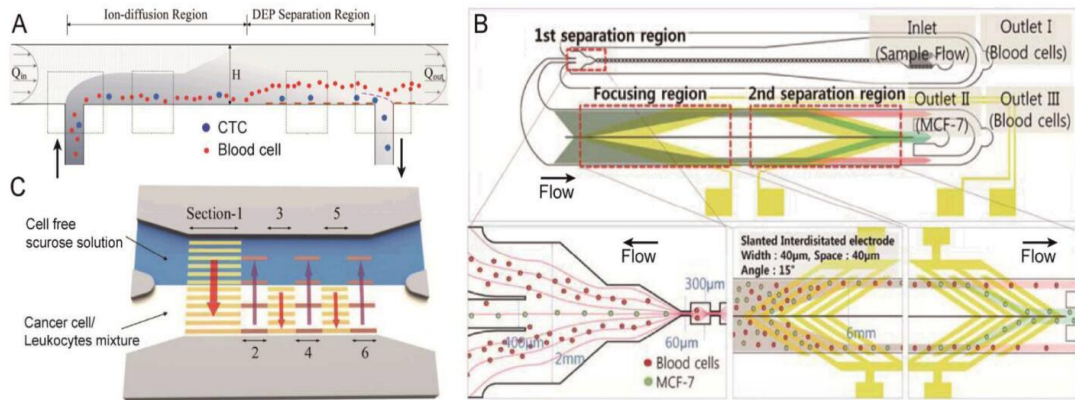 A
Ion-diffusion Region
DEP Separation Region
Qin
H
Qout
CTC
Blood cell
B
1st separation region
Inlet
(Sample Flow)
Outlet I
(Blood cells)
Focusing region
2nd separation region
Outlet II
(MCF-7)
Outlet III
(Blood cells)
Flow
Flow
400μm
2mm
300μm
60μm
Blood cells
MCF-7
Slanted Interdisitated electrode
Width : 40μm, Space : 40μm
Angle : 15°
6mm
Flow
C
Section-1
3
5
Cell free
scurose solution
Cancer cell/
Leukocytes mixture
2
4
6